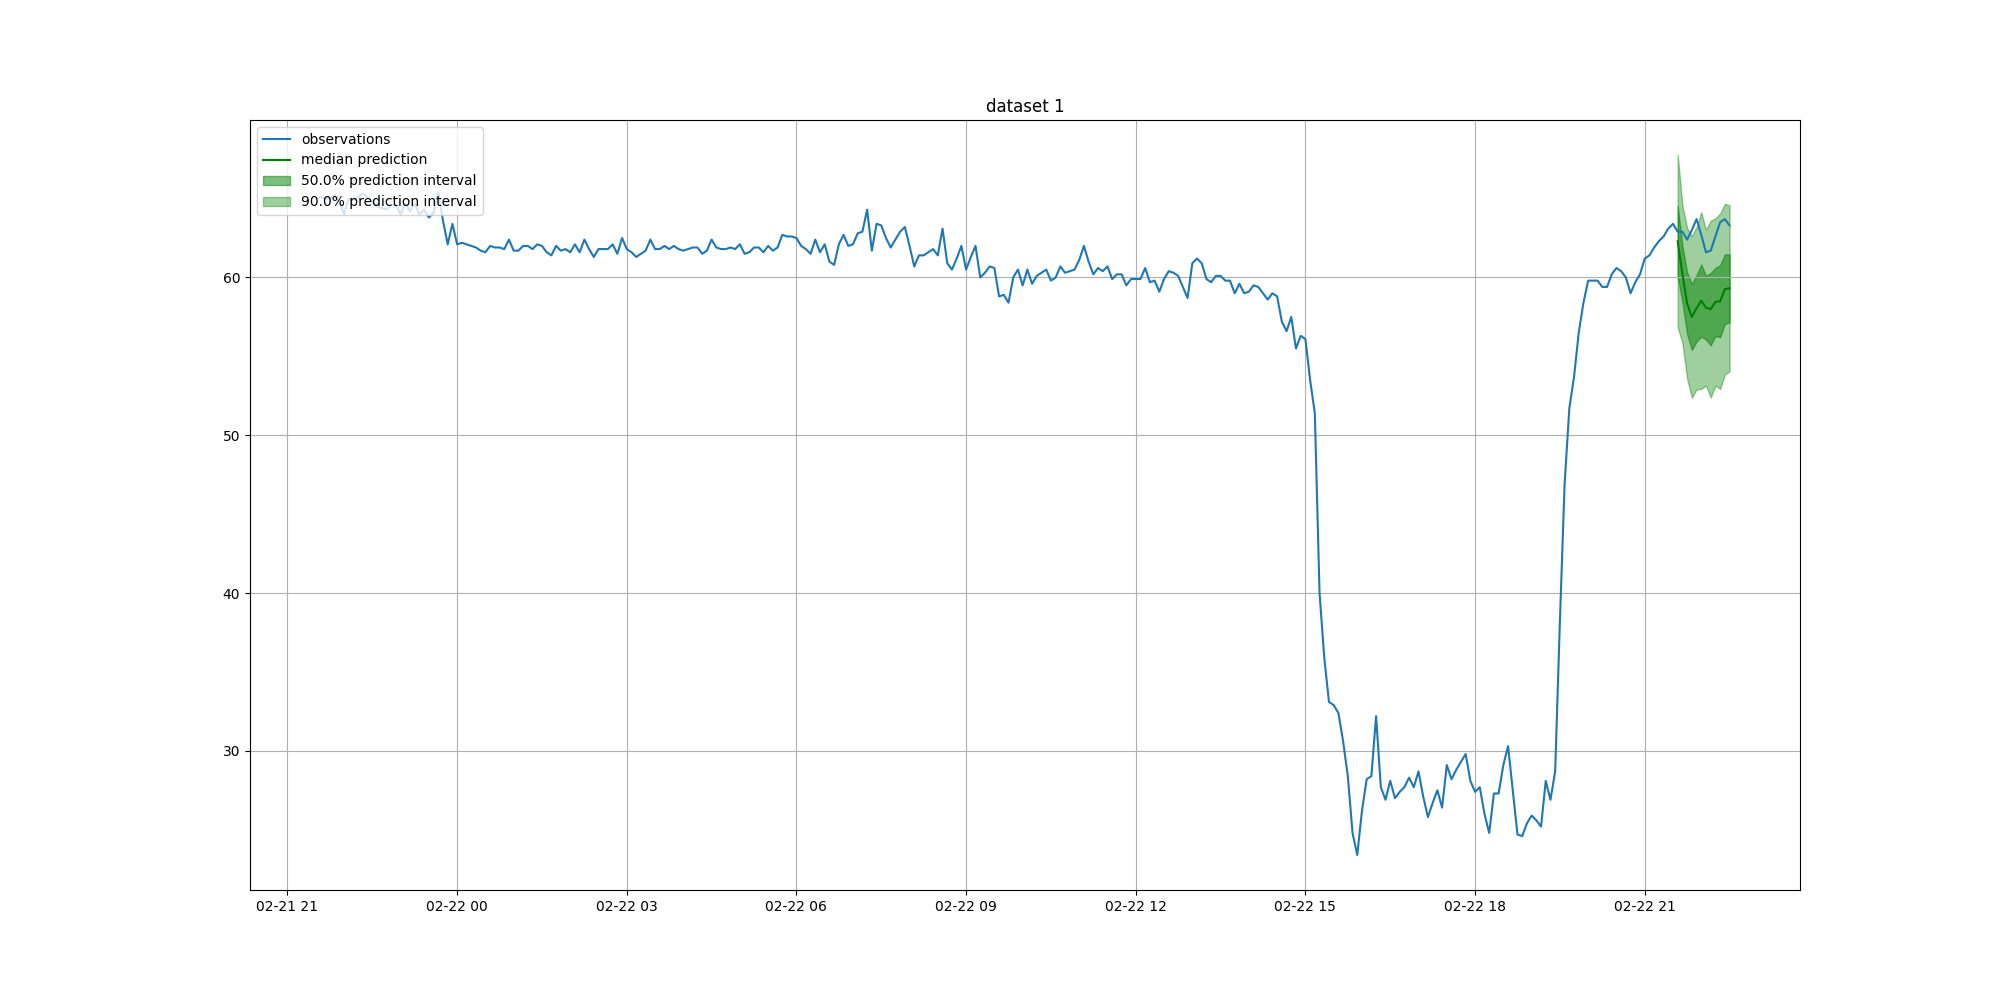 dataset 1
observations
median prediction
50.0% prediction interval
90.0% prediction interval
60
50
40
30
02-21 21
02-22 00
02-22 03
02-22 06
02-22 09
02-22 12
02-22 15
02-22 18
02-22 21